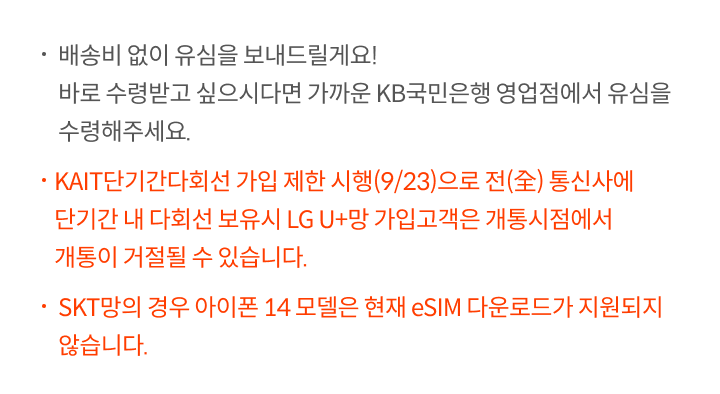 · 배송비 없이 유심을 보내드릴게요!
바로 수령받고 싶으시다면 가까운 KB국민은행 영업점에서 유심을
수령해주세요.
· KAIT단기간다회선 가입 제한 시행(9/23)으로 전(全) 통신사에
단기간 내 다회선 보유시 LG U+망 가입고객은 개통시점에서
개통이 거절될 수 있습니다.
· SKT망의 경우 아이폰 14 모델은 현재 eSIM 다운로드가 지원되지
않습니다.